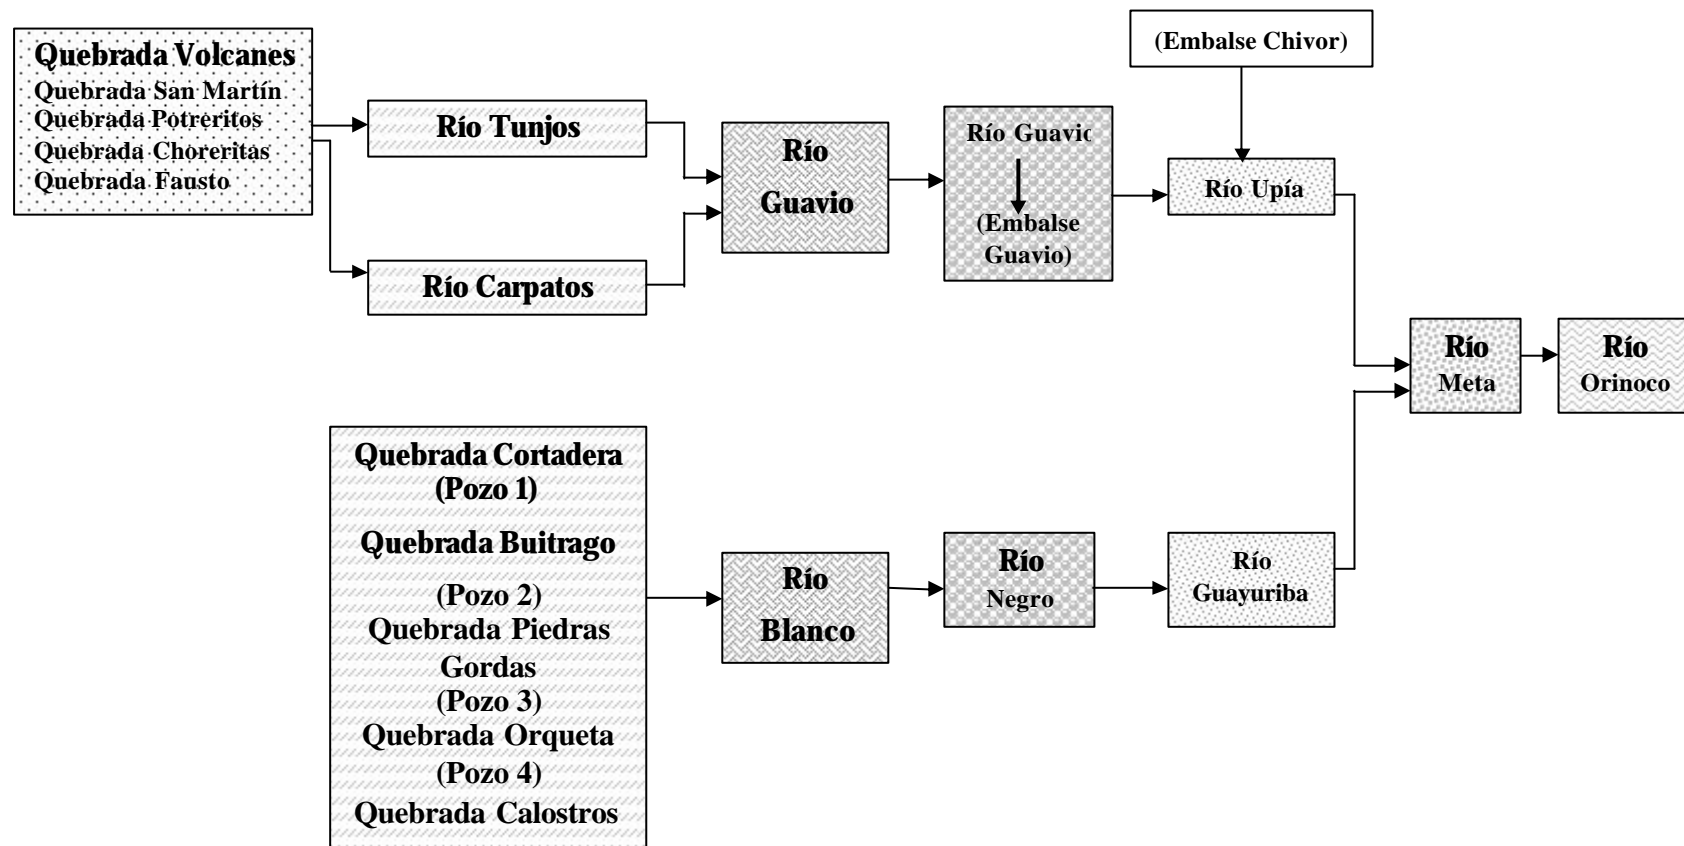 Quebrada Volcanes
Quebrada San Martín
Quebrada Potreritos
Quebrada Choreritas
Quebrada Fausto
Río Tunjos
Río Carpatos
Río
Guavio
Río Guavio
(Embalse
Guavio)
(Embalse Chivor)
Río Upía
Río
Meta
Río
Orinoco
Quebrada Cortadera
(Pozo 1)
Quebrada Buitrago
(Pozo 2)
Quebrada Piedras
Gordas
(Pozo 3)
Quebrada Orqueta
(Pozo 4)
Quebrada Calostros
Río
Blanco
Río
Negro
Río
Guayuriba